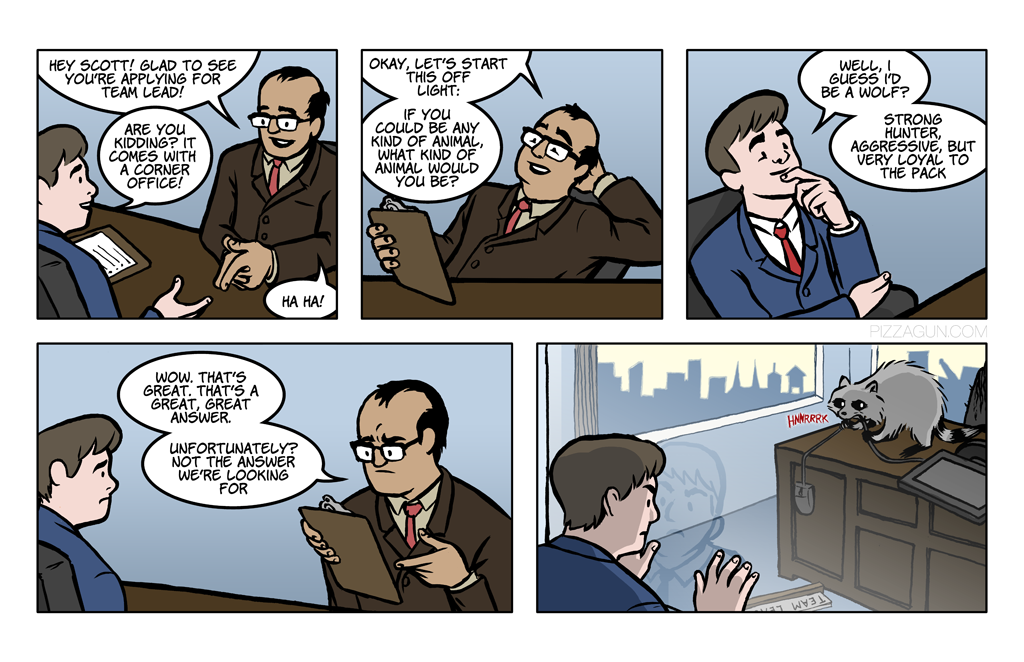 HEY SCOTT! GLAD TO SEE
YOU'RE APPLYING FOR
TEAM LEAD!
ARE YOU
KIDDING? IT
COMES WITH
A CORNER
OFFICE!
HA HA!
OKAY, LET'S START
THIS OFF
LIGHT:
IF YOU
COULD BE ANY
KIND OF ANIMAL,
WHAT KIND OF
ANIMAL WOULD
YOU BE?
WELL, I
GUESS I'D
BE A WOLF?
STRONG
HUNTER,
AGGRESSIVE, BUT
VERY LOYAL TO
THE PACK
PIZZAGUN.COM
WOW. THAT'S
GREAT. THAT'S A
GREAT, GREAT
ANSWER.
UNFORTUNATELY?
NOT THE ANSWER
WE'RE LOOKING
FOR
HNNRRRK
TEAM LEA